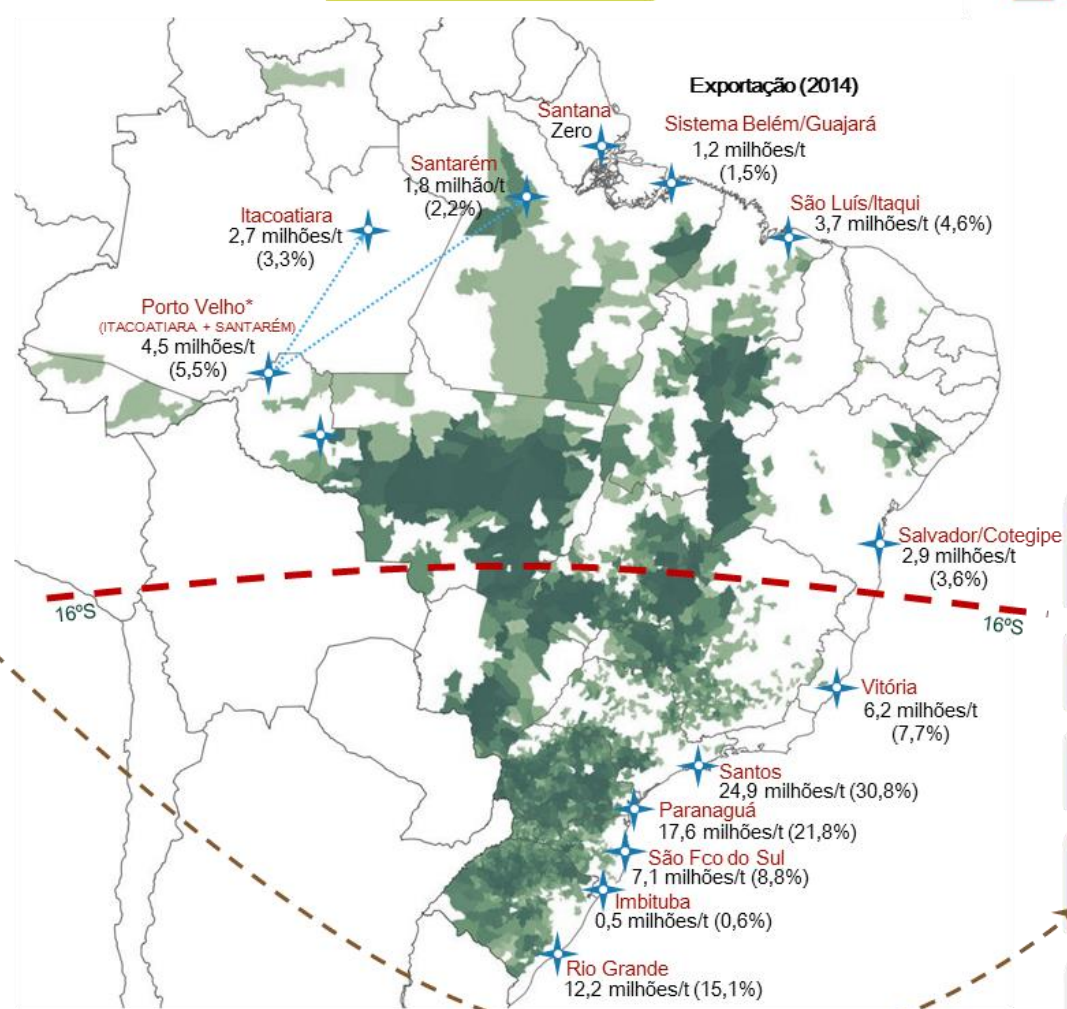 Exportação (2014)
Santana
Zero
Sistema Belém/Guajará
1,2 milhões/t
(1,5%)
Santarém
1,8 milhão/t
(2,2%)
São Luís/Itaqui
3,7 milhões/t (4,6%)
Itacoatiara
2,7 milhões/t
(3,3%)
Porto Velho*
(ITACOATIARA + SANTARÉM)
4,5 milhões/t
(5,5%)
Salvador/Cotegipe
2,9 milhões/t
(3,6%)
16ºS
16ºS
Vitória
6,2 milhões/t
(7,7%)
Santos
24,9 milhões/t (30,8%)
Paranaguá
17,6 milhões/t (21,8%)
São Fco do Sul
7,1 milhões/t (8,8%)
Imbituba
0,5 milhões/t (0,6%)
Rio Grande
12,2 milhões/t (15,1%)